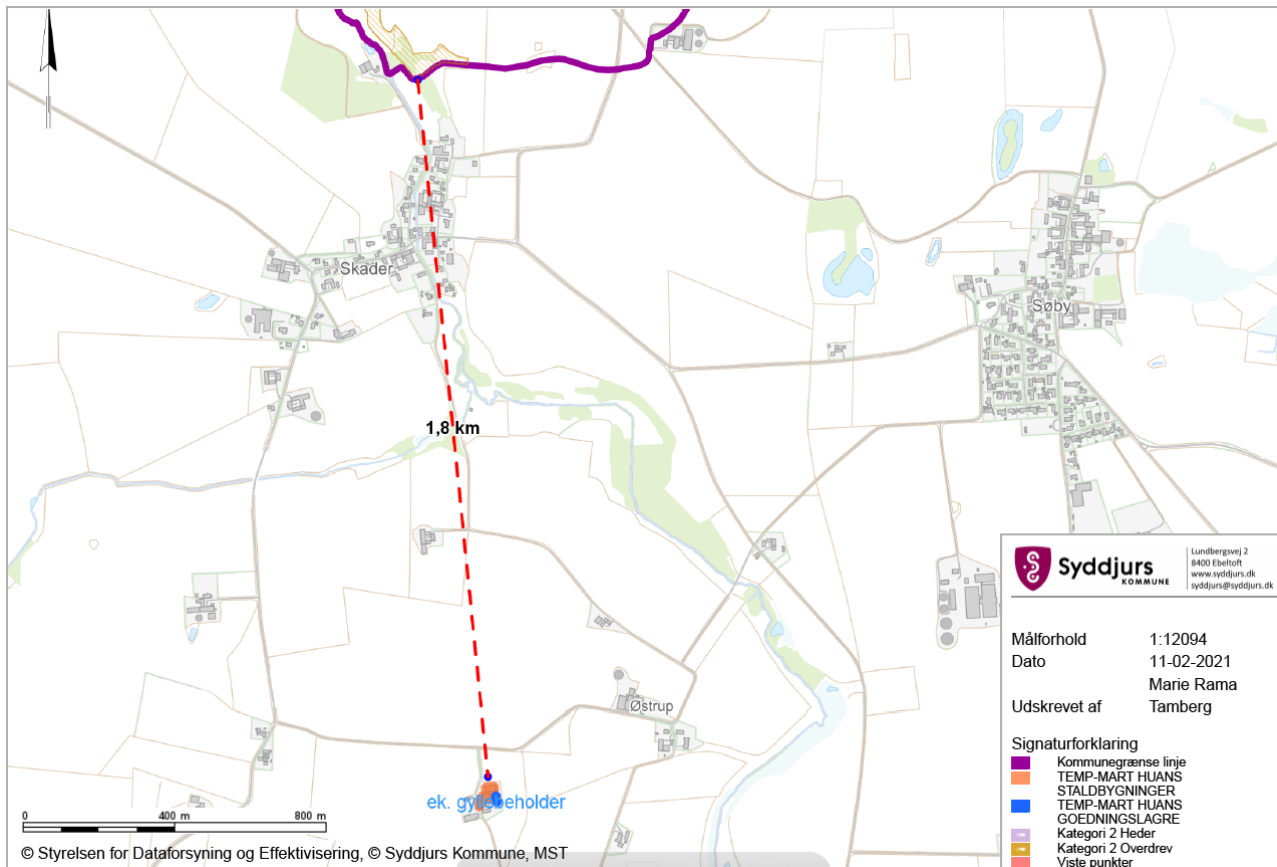 Skader
Søby
1,8 km
Østrup
ek. gyllebeholder
0 400 m 800 m
© Styrelsen for Dataforsyning og Effektivisering, © Syddjurs Kommune, MST
Syddjurs
KOMMUNE
Lundbergsvej 2
8400 Ebeltoft
www.syddjurs.dk
syddjurs@syddjurs.dk
Målforhold 1:12094
Dato 11-02-2021
Marie Rama
Udskrevet af Tamberg
Signaturforklaring
Kommunegrænse linje
TEMP-MART HUANS
STALDBYGNINGER
TEMP-MART HUANS
GOEDNINGSLAGRE
Kategori 2 Heder
Kategori 2 Overdrev
Viste punkter